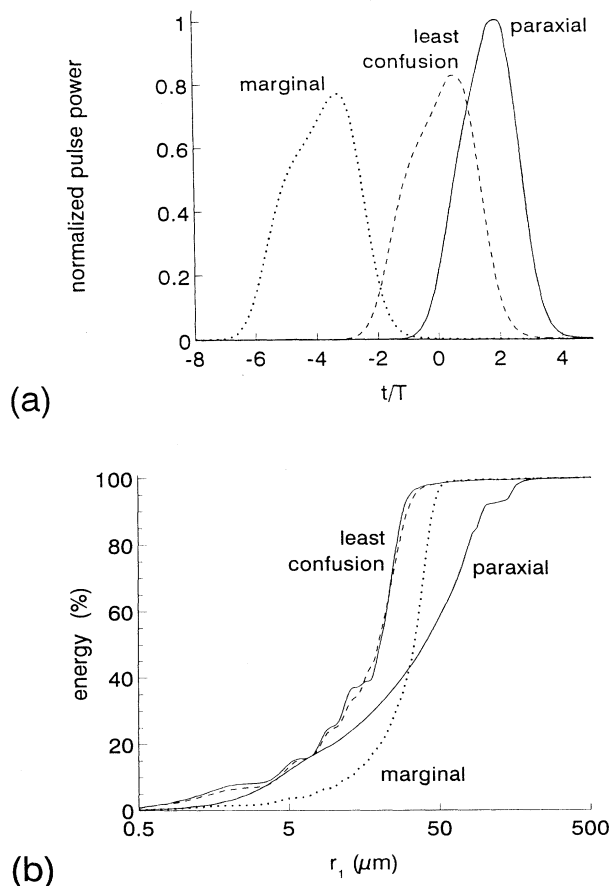 normalized pulse power
1
0.8
0.6
0.4
0.2
0
marginal
least
confusion
paraxial
-8
-6
-4
-2
0
2
4
t/T
(a)
energy (%)
100
80
60
40
20
0
least
confusion
paraxial
marginal
0.5
5
50
500
r₁ (μm)
(b)